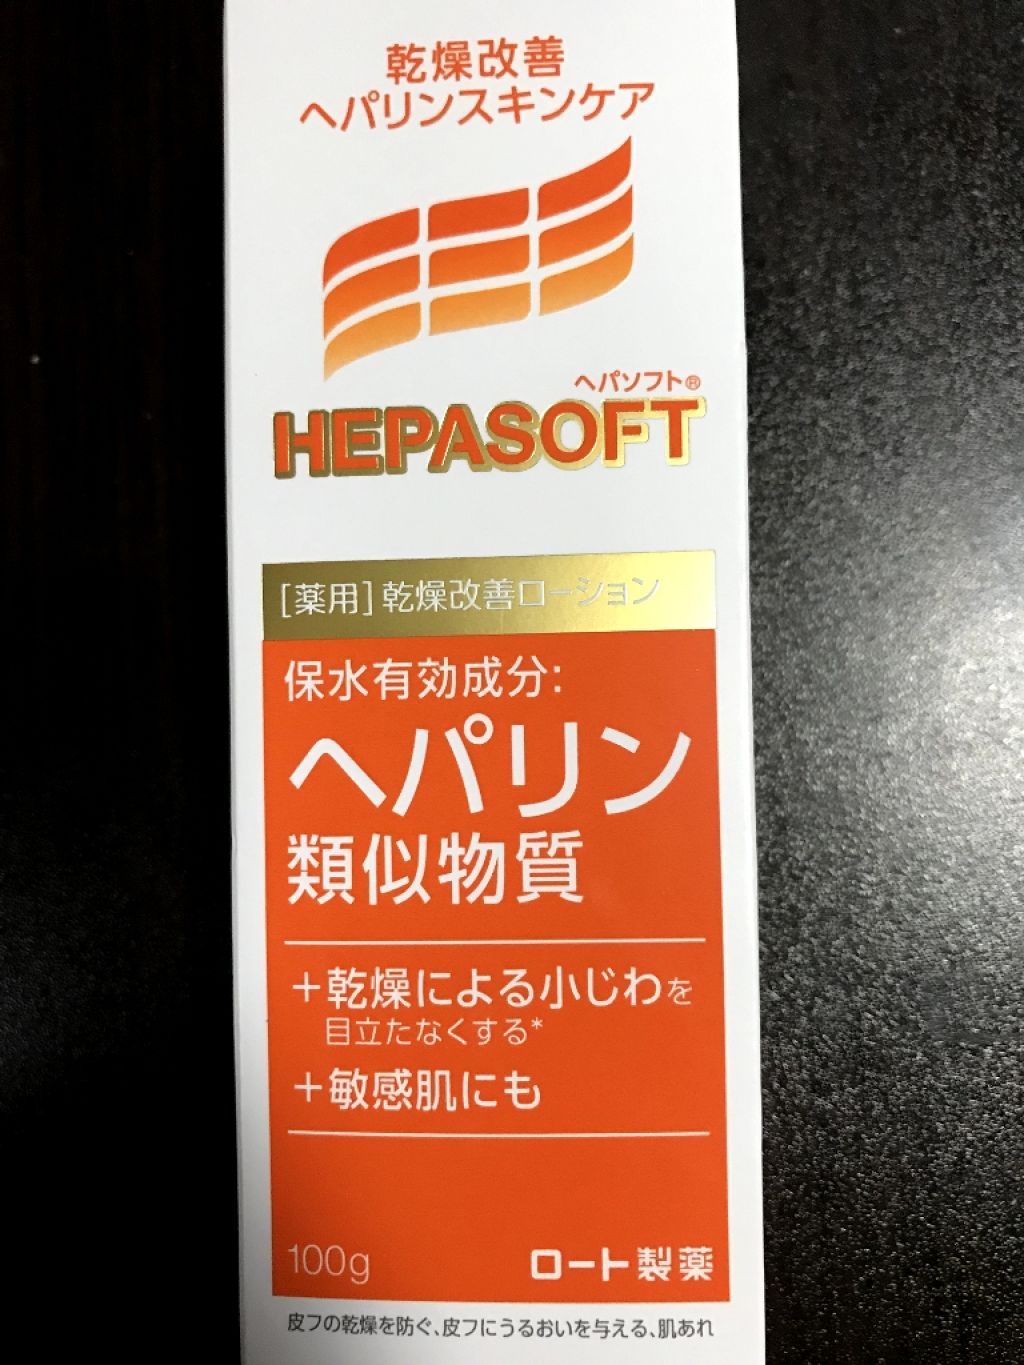 乾燥改善
ヘパリンスキンケア
ヘパソフト®
HEPASOFT
[薬用]乾燥改善ローション
保水有効成分:
ヘパリン
類似物質
+乾燥による小じわを
目立たなくする*
+敏感肌にも
100g
ロート製薬
皮フの乾燥を防ぐ、皮フにうるおいを与える、肌あれ